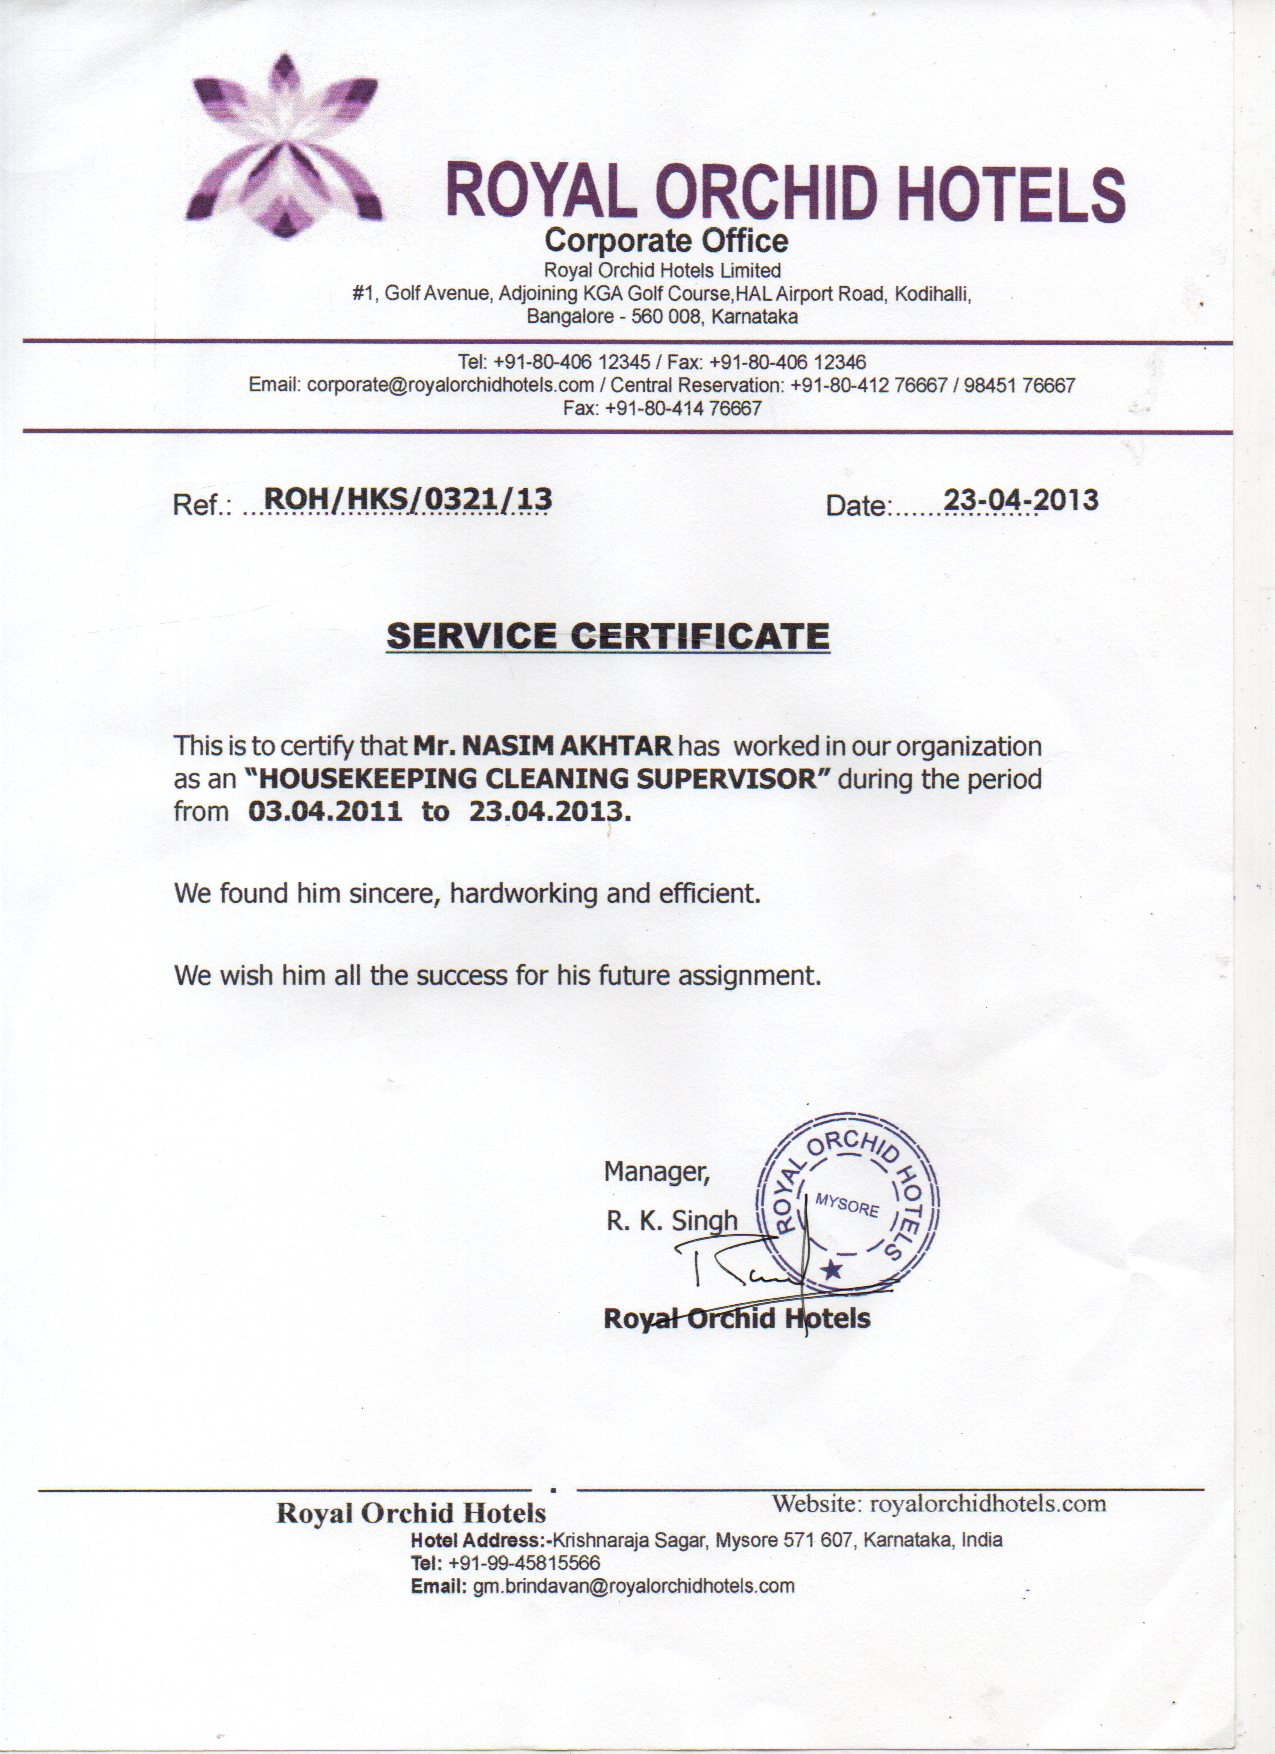 ROYAL ORCHID HOTELS
Corporate Office
Royal Orchid Hotels Limited
#1, Golf Avenue, Adjoining KGA Golf Course,HAL Airport Road, Kodihalli,
Bangalore - 560 008, Karnataka
Tel: +91-80-406 12345 / Fax: +91-80-406 12346
Email: corporate@royalorchidhotels.com / Central Reservation: +91-80-412 76667 / 98451 76667
Fax: +91-80-414 76667
Ref.: ...ROH/HKS/0321/13 Date:......23-04-2013
SERVICE CERTIFICATE
This is to certify that Mr. NASIM AKHTAR has worked in our organization
as an “HOUSEKEEPING CLEANING SUPERVISOR” during the period
from 03.04.2011 to 23.04.2013.
We found him sincere, hardworking and efficient.
We wish him all the success for his future assignment.
Manager,
R. K. Singh
ROYAL ORCHID HOTELS
MYSORE
Royal Orchid Hotels
Royal Orchid Hotels Website: royalorchidhotels.com
Hotel Address:-Krishnaraja Sagar, Mysore 571 607, Karnataka, India
Tel: +91-99-45815566
Email: gm.brindavan@royalorchidhotels.com